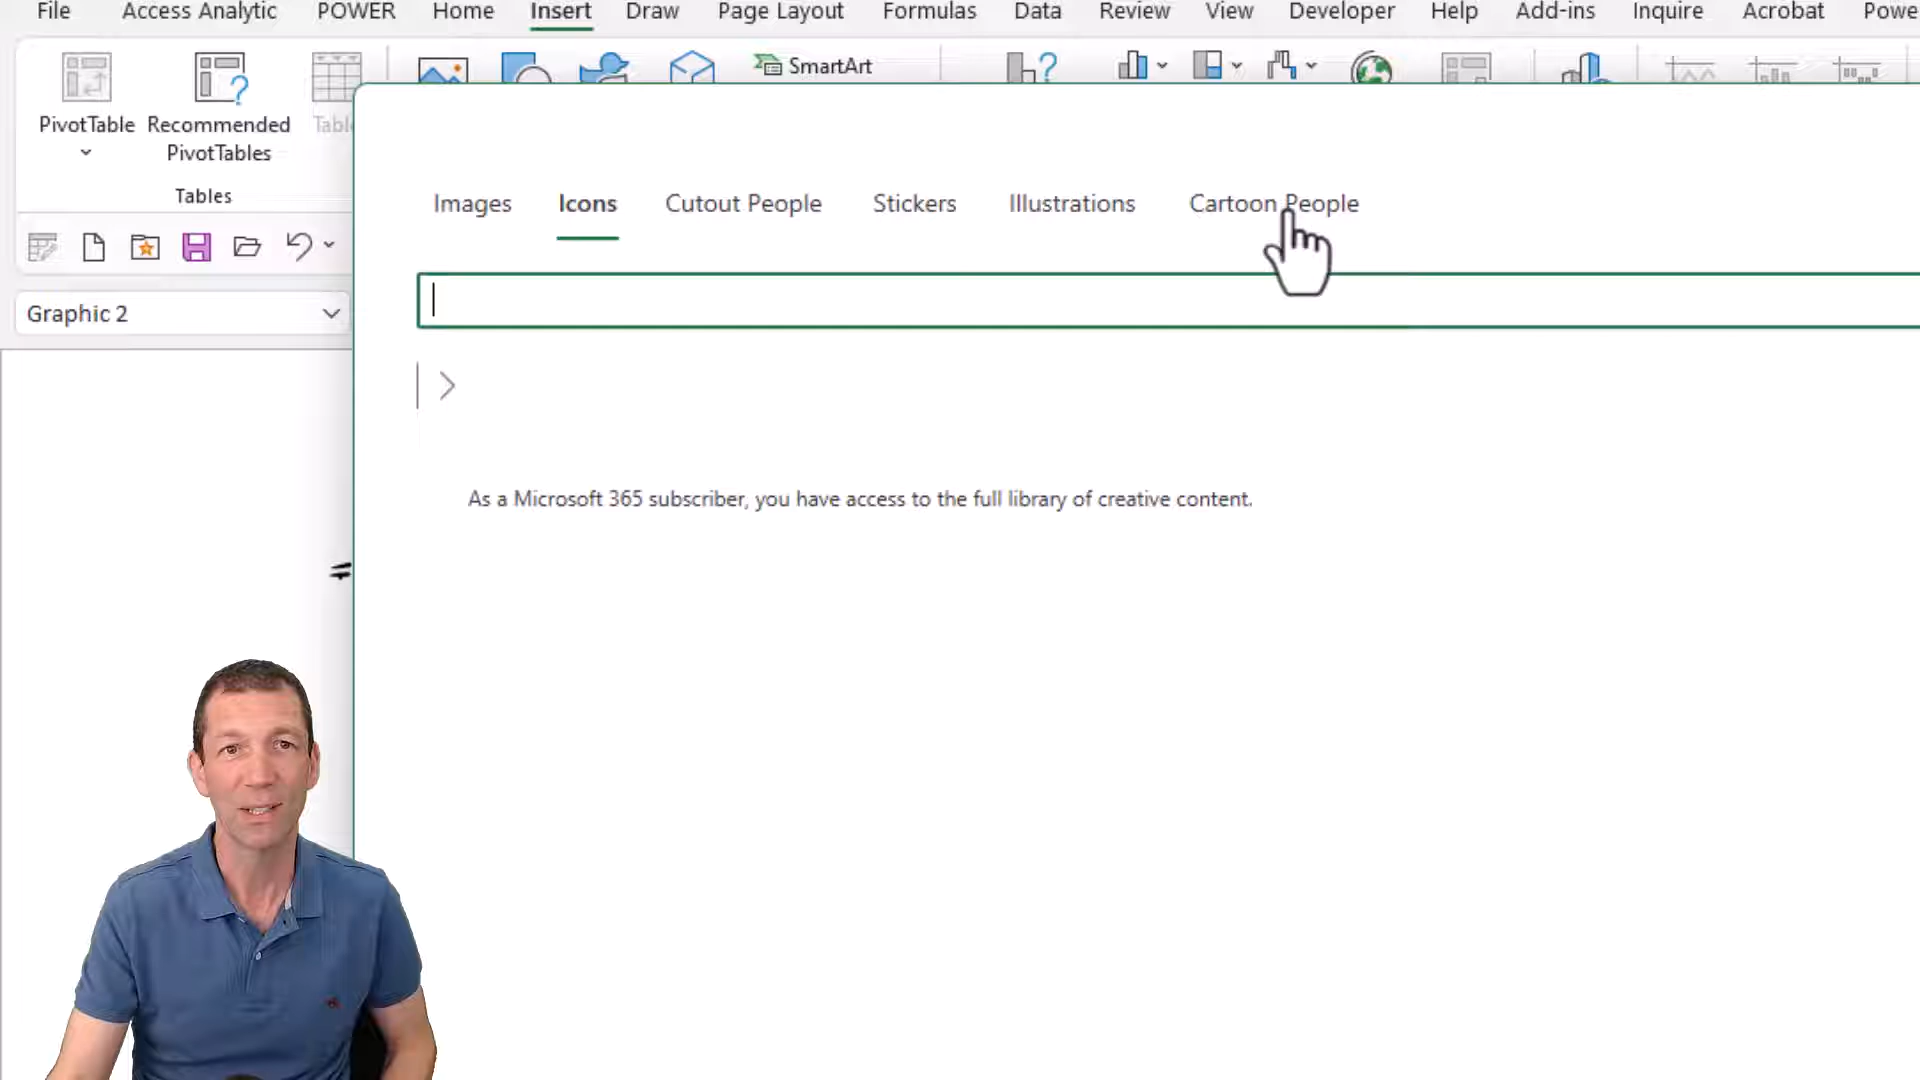 File Access Analytic POWER Home Insert Draw Page Layout Formulas Data Review View Developer Help Add-ins Inquire Acrobat Powe
SmartArt
PivotTable Recommended PivotTables Tabl
Tables
Images Icons Cutout People Stickers Illustrations Cartoon People
Graphic 2
As a Microsoft 365 subscriber, you have access to the full library of creative content.